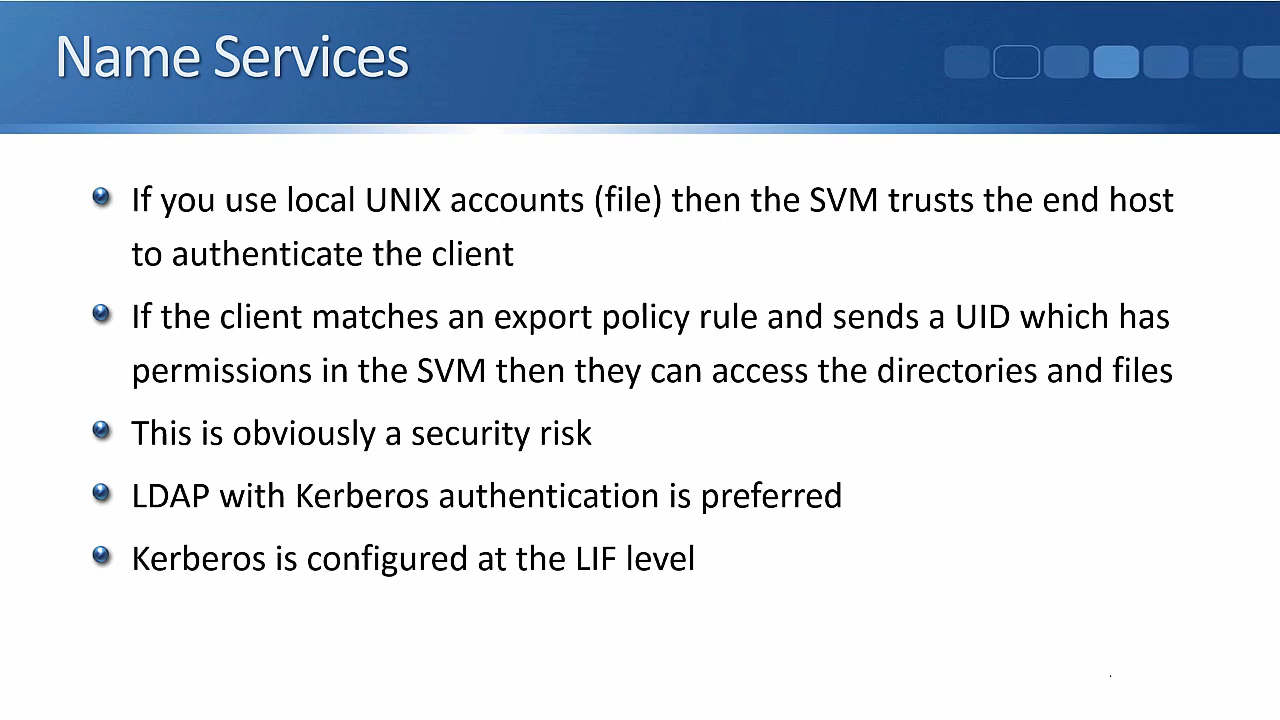 Name Services
If you use local UNIX accounts (file) then the SVM trusts the end host
to authenticate the client
If the client matches an export policy rule and sends a UID which has
permissions in the SVM then they can access the directories and files
This is obviously a security risk
LDAP with Kerberos authentication is preferred
Kerberos is configured at the LIF level